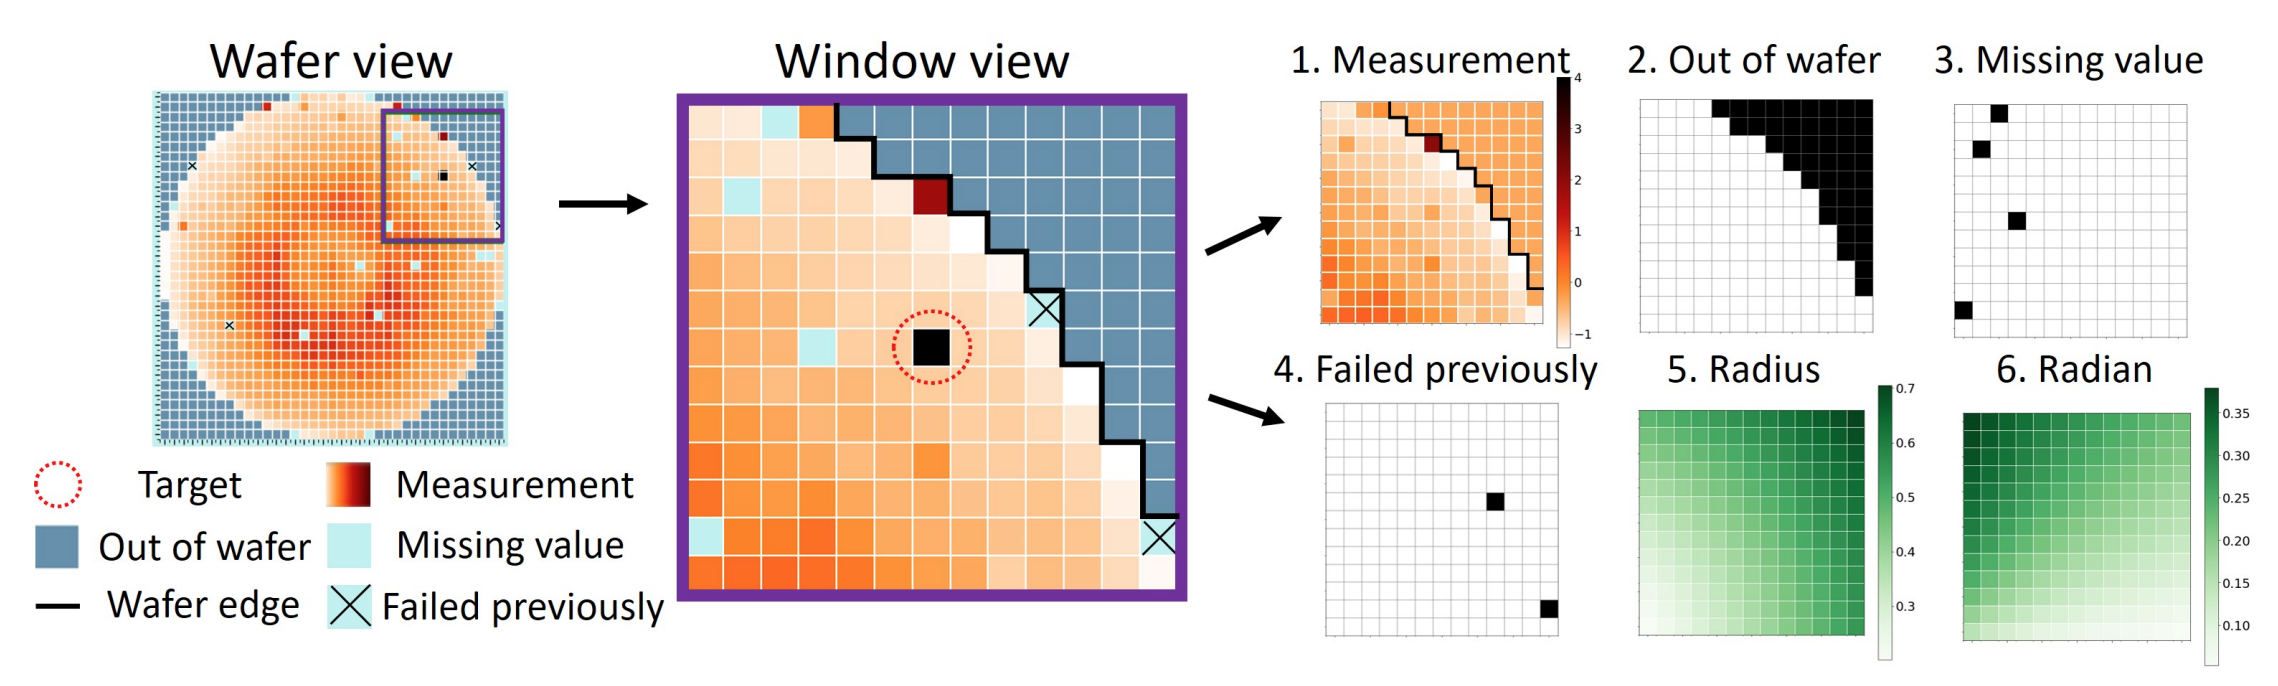 Wafer view
Window view
1. Measurement
2. Out of wafer
3. Missing value
4
3
2
1
0
−1
4. Failed previously
5. Radius
6. Radian
0.7
0.6
0.5
0.4
0.3
0.35
0.30
0.25
0.20
0.15
0.10
Target
Measurement
Out of wafer
Missing value
Wafer edge
Failed previously